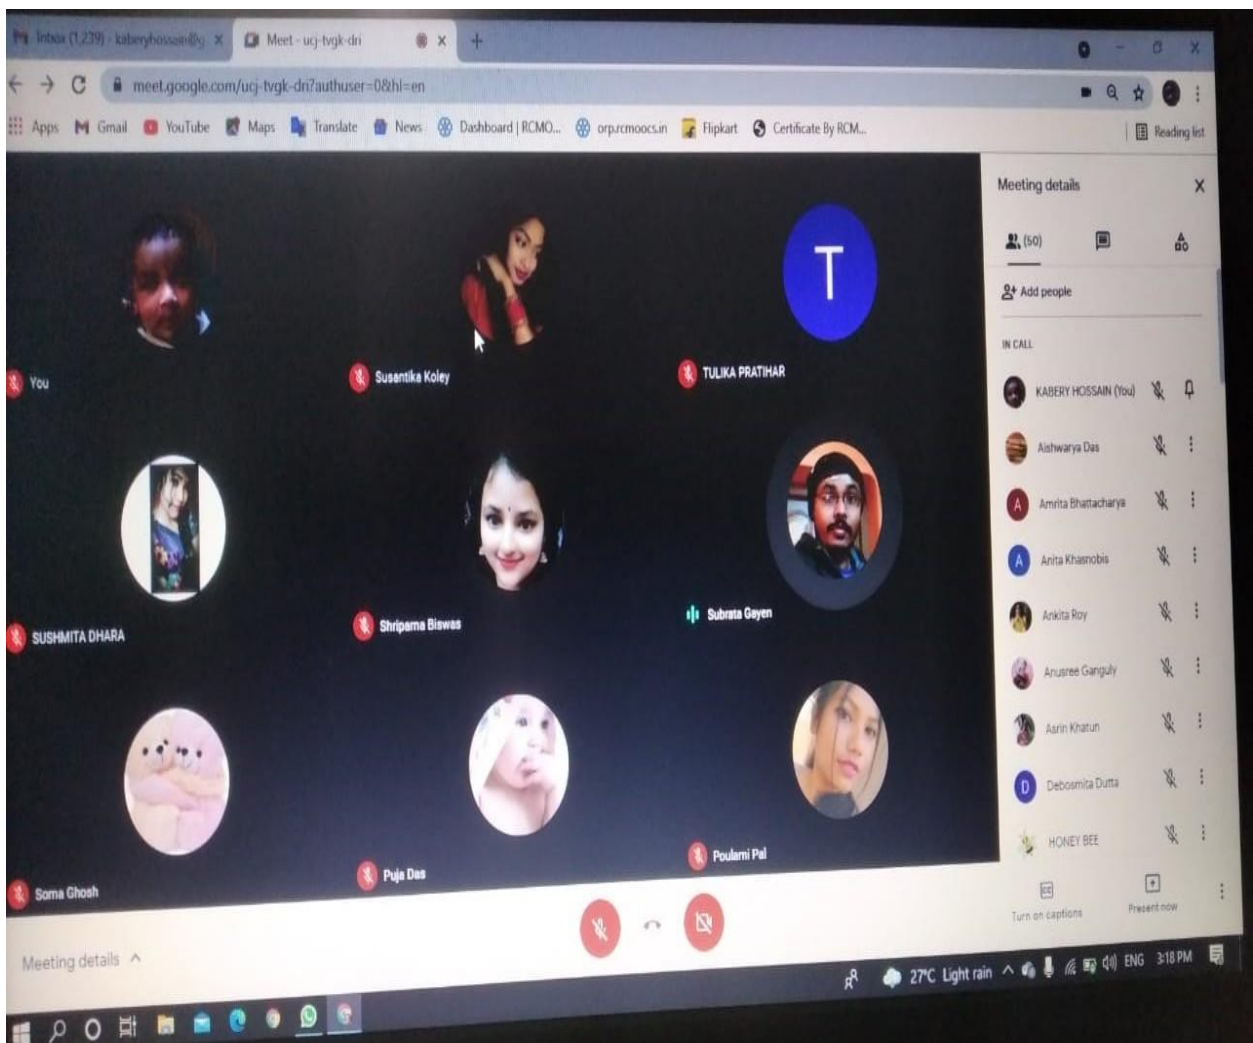 Inbox (1,239) - kaberyhossain@g
Meet - ucj-tvgk-dri
meet.google.com/ucj-tvgk-dri?authuser=0&hl=en
Apps Gmail YouTube Maps Translate News Dashboard | RCMO... orp.rcmoocs.in Flipkart Certificate By RCM...
Reading list
You
Susantika Koley
T
TULIKA PRATIHAR
SUSHMITA DHARA
Shriparna Biswas
Subrata Gayen
Soma Ghosh
Puja Das
Poulami Pal
Meeting details
(50)
Add people
IN CALL
KABERY HOSSAIN (You)
Aishwarya Das
A Amrita Bhattacharya
A Anita Khasnobis
Ankita Roy
Anusree Ganguly
Asrin Khatun
D Debosmita Dutta
HONEY BEE
Meeting details
CC
Turn on captions
Present now
27°C Light rain
ENG
3:18 PM